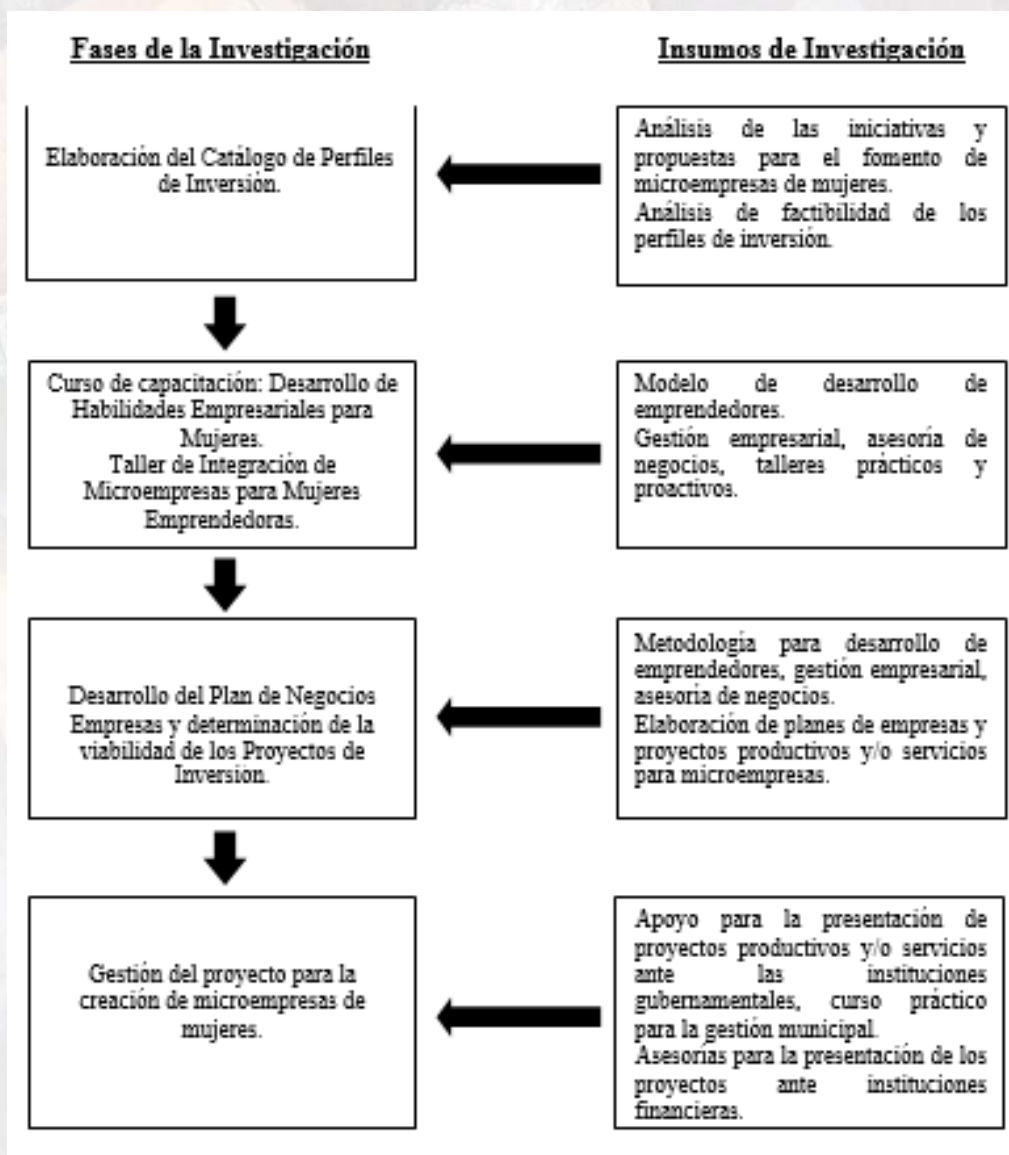 Fases de la Investigación
Insumos de Investigación
Elaboración del Catálogo de Perfiles
de Inversión.
Análisis de las iniciativas y
propuestas para el fomento de
microempresas de mujeres.
Análisis de factibilidad de los
perfiles de inversión.
Curso de capacitación: Desarrollo de
Habilidades Empresariales para
Mujeres.
Taller de Integración de
Microempresas para Mujeres
Emprendedoras.
Modelo de desarrollo de
emprendedores.
Gestión empresarial, asesoría de
negocios, talleres prácticos y
proactivos.
Desarrollo del Plan de Negocios
Empresas y determinación de la
viabilidad de los Proyectos de
Inversión.
Metodología para desarrollo de
emprendedores, gestión empresarial,
asesoría de negocios.
Elaboración de planes de empresas y
proyectos productivos y/o servicios
para microempresas.
Gestión del proyecto para la
creación de microempresas de
mujeres.
Apoyo para la presentación de
proyectos productivos y/o servicios
ante las instituciones
gubernamentales, curso práctico
para la gestión municipal.
Asesorías para la presentación de los
proyectos ante instituciones
financieras.